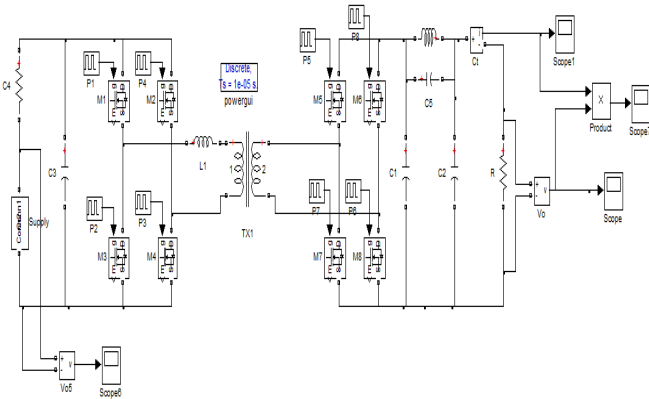 P8
P5
Scope1
Ct
P1
P4
Discrete,
Ts = 1e-05 s.
powergui
C4
M1
M2
M5
M6
C5
X
Product
Scope7
L1
1
2
C3
C1
C2
R
v
Vo
Scope
TX1
P2
P3
P7
P6
Supply
M3
M4
M7
M8
v
Vo5
Scope6